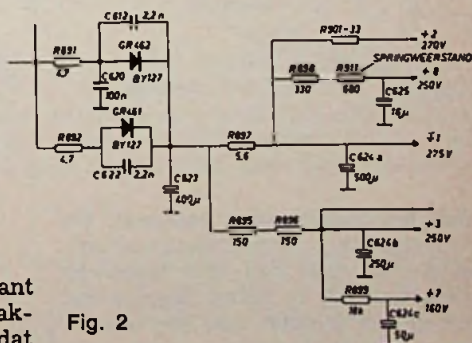 C612
2,2n
R901-33
+2
270V
R891
4,7
GR462
BY127
SPRINGWEERSTAND
R898
330
R911
680
+8
250V
C620
100n
GR461
BY127
C625
16µ
R892
4,7
C622
2,2n
R897
5,6
+1
275V
C623
400µ
C624a
500µ
R895
150
R896
150
+3
250V
C624b
250µ
R899
18k
+7
160V
C624c
50µ
ant
ak-
dat
Fig. 2